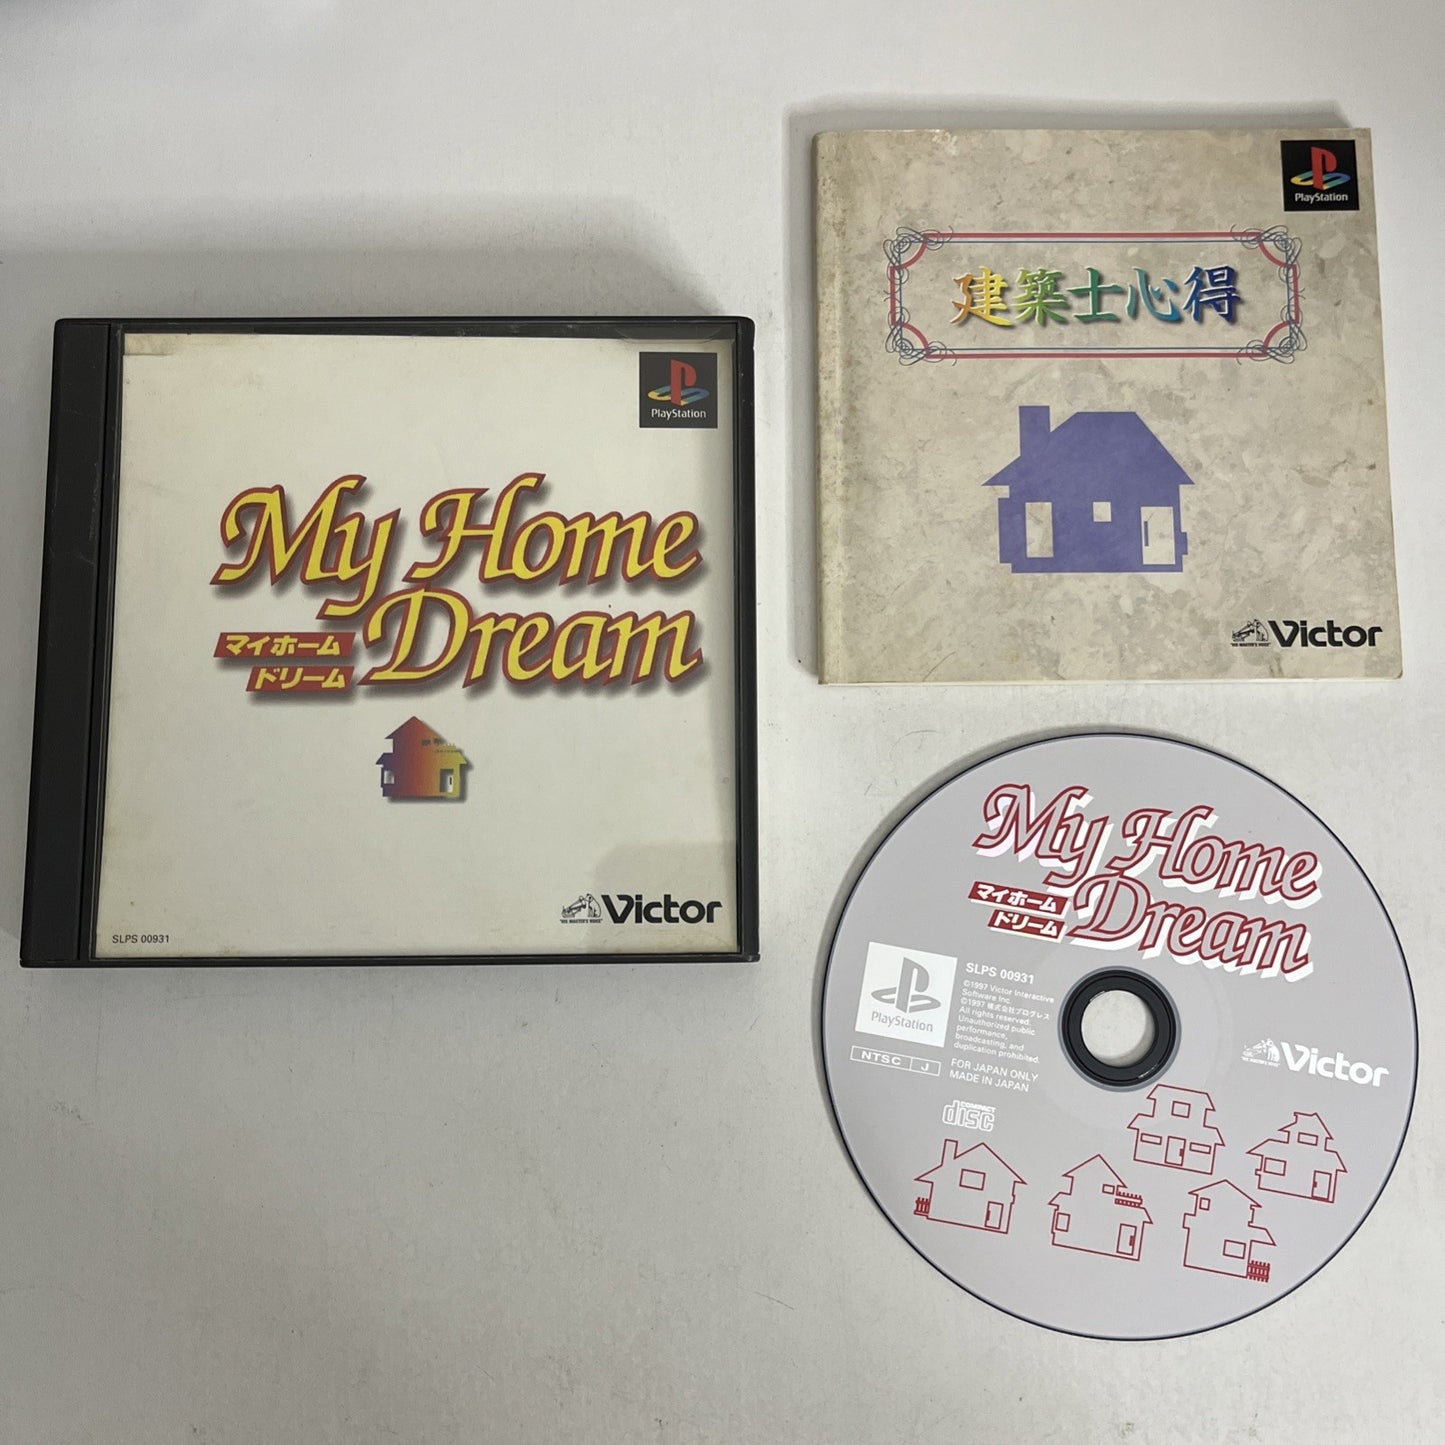 PlayStation
My Home
Dream
マイホーム
ドリーム
"HIS MASTER'S VOICE"
Victor
SLPS 00931
PlayStation
建築士心得
"HIS MASTER'S VOICE"
Victor
My Home
Dream
マイホーム
ドリーム
PlayStation
SLPS 00931
©1997 Victor Interactive
Software Inc.
©1997 株式会社プログレス
All rights reserved.
Unauthorized public
performance,
broadcasting, and
duplication prohibited.
NTSC J
FOR JAPAN ONLY
MADE IN JAPAN
COMPACT
disc
"HIS MASTER'S VOICE"
Victor